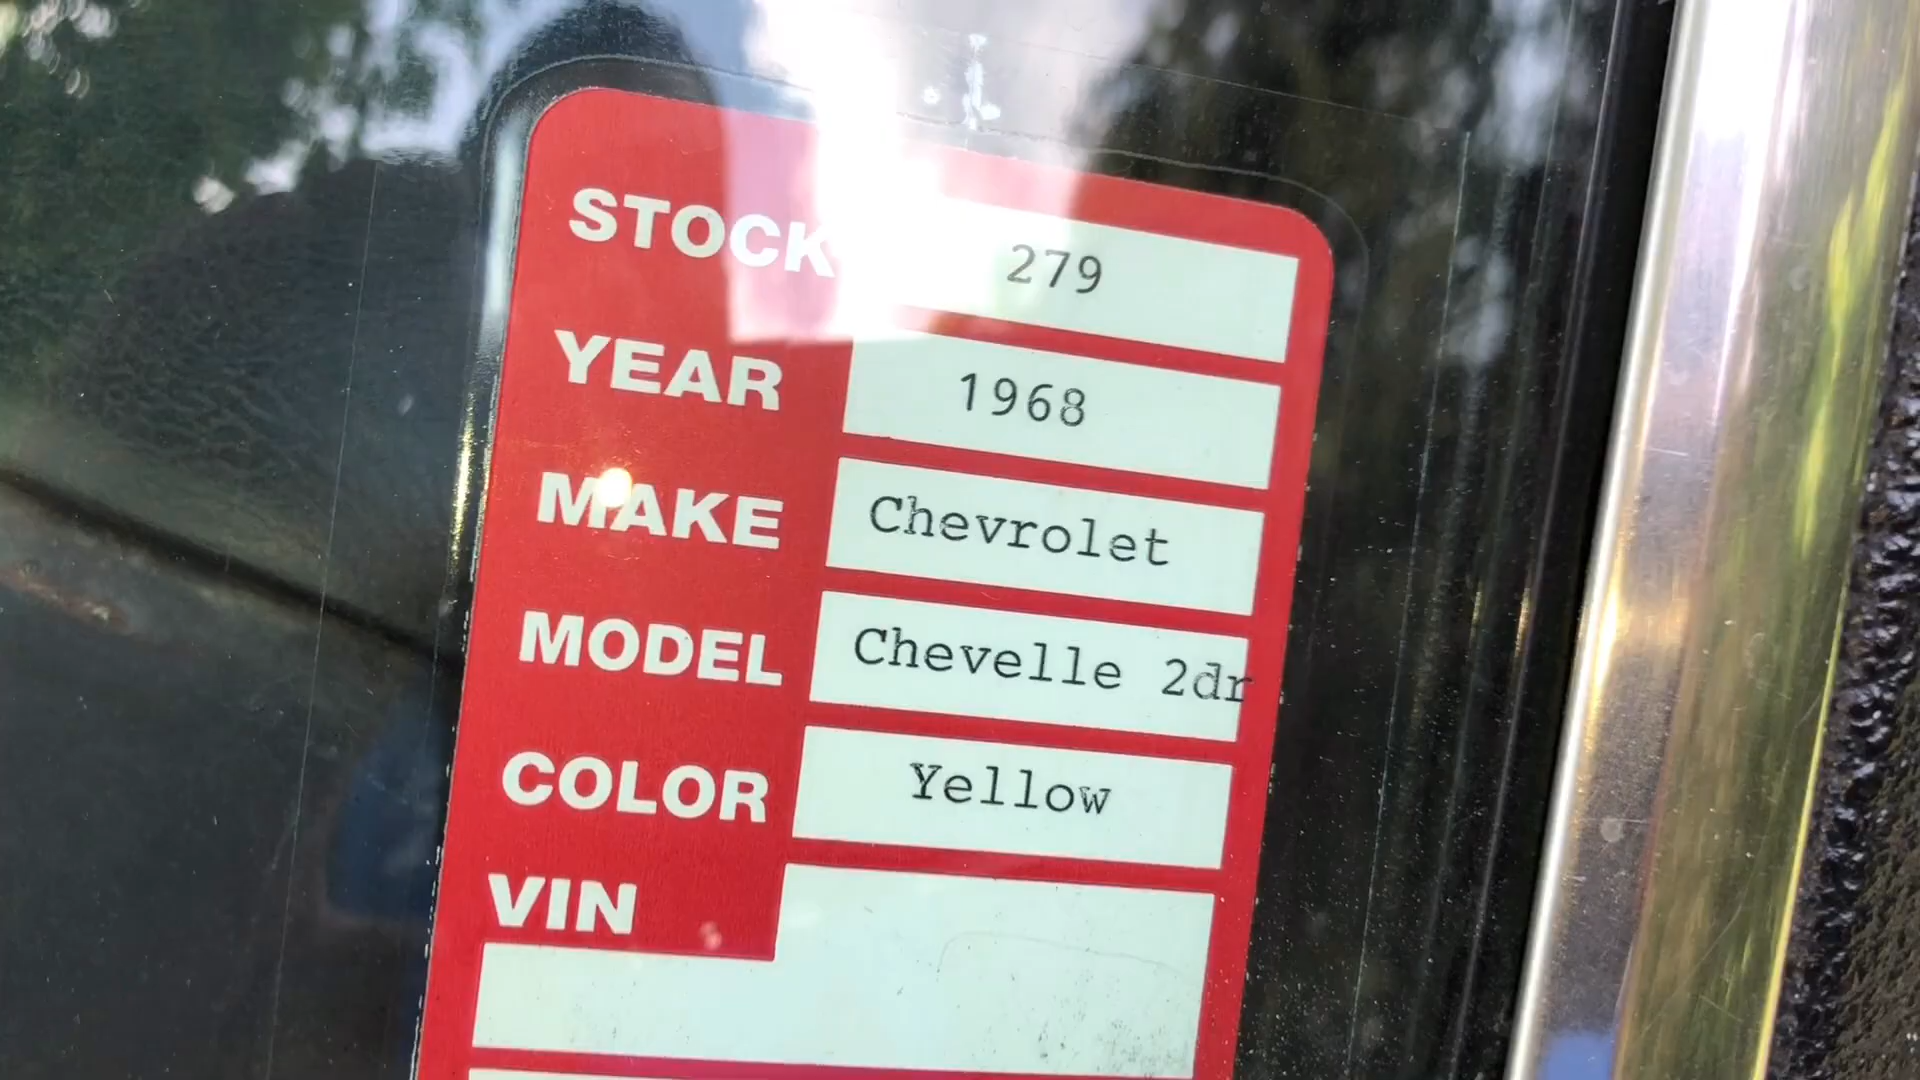 STOCK 279
YEAR 1968
MAKE Chevrolet
MODEL Chevelle 2dr
COLOR Yellow
VIN